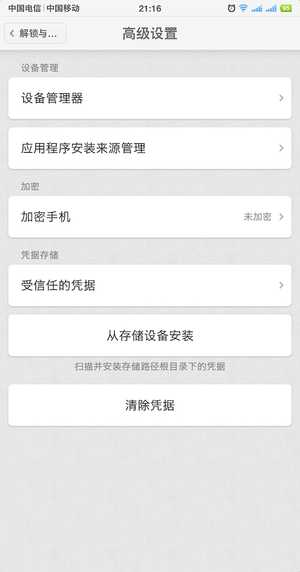 中国电信 | 中国移动 21:16 95
解锁与... 高级设置
设备管理
设备管理器
应用程序安装来源管理
加密
加密手机 未加密
凭据存储
受信任的凭据
从存储设备安装
扫描并安装存储路径根目录下的凭据
清除凭据